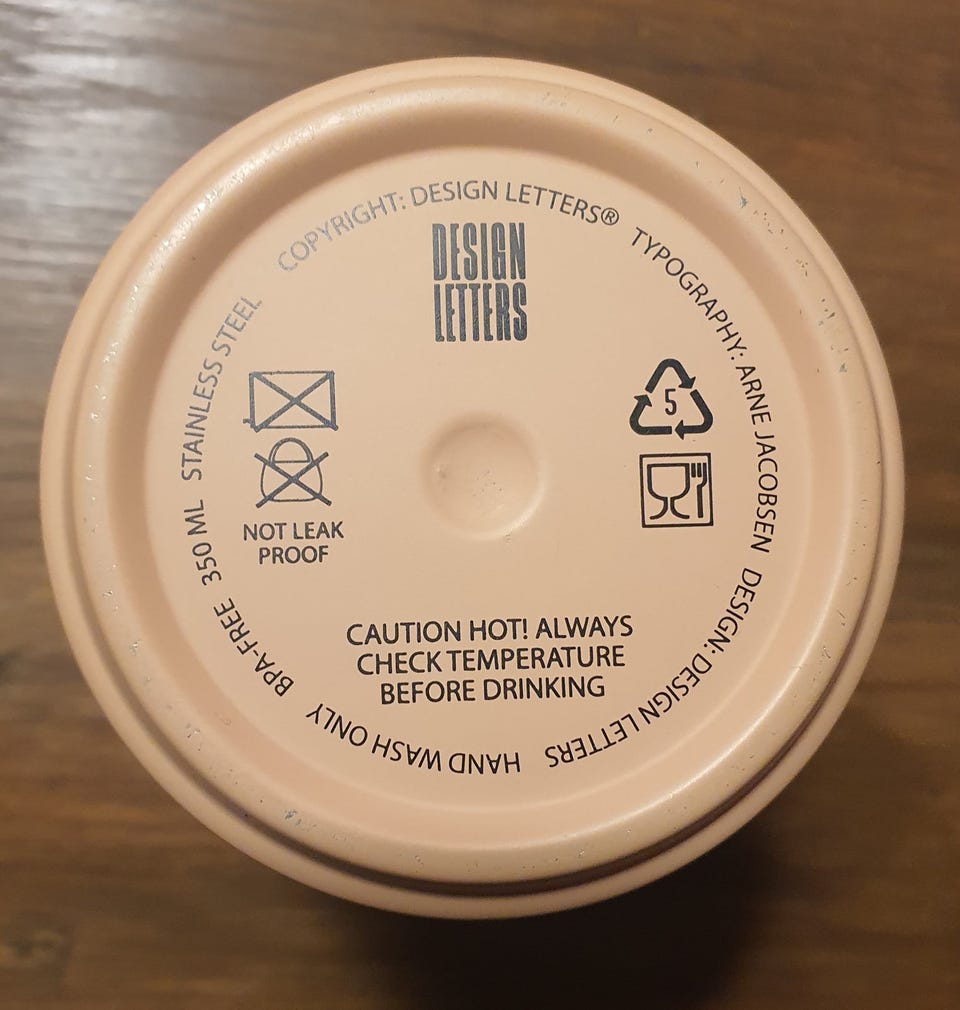 COPYRIGHT: DESIGN LETTERS® TYPOGRAPHY: ARNE JACOBSEN DESIGN: DESIGN LETTERS HAND WASH ONLY BPA-FREE 350 ML STAINLESS STEEL
DESIGN
LETTERS
5
NOT LEAK
PROOF
CAUTION HOT! ALWAYS
CHECK TEMPERATURE
BEFORE DRINKING